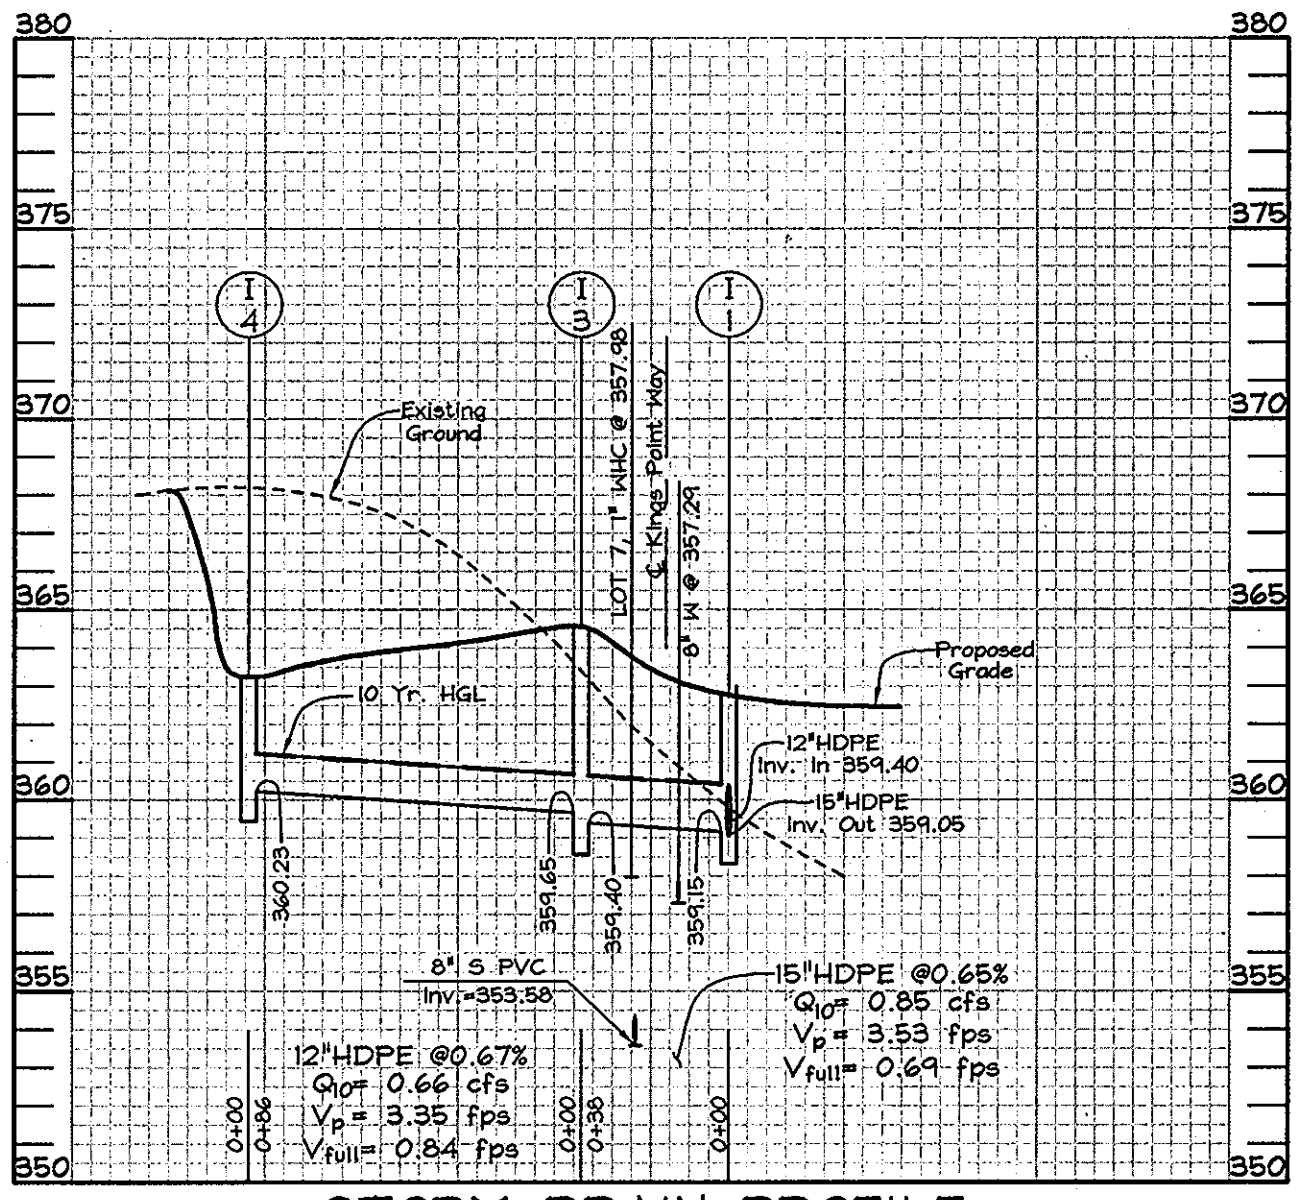 380
380
375
375
I
4
I
3
I
1
LOT 7, 1" WHC @ 357.98
℄ Kings Point Way
8" W @ 357.29
370
370
Existing
Ground
365
365
Proposed
Grade
10 Yr. HGL
12" HDPE
Inv. In 359.40
360
360
15" HDPE
Inv. Out 359.05
360.23
359.65
359.40
359.15
8" S PVC
Inv.=353.58
355
355
15" HDPE @0.65%
Q10= 0.85 cfs
Vp = 3.53 fps
Vfull= 0.69 fps
12" HDPE @0.67%
Q10= 0.66 cfs
Vp = 3.35 fps
Vfull= 0.84 fps
0+00
0+86
0+00
0+38
0+00
350
350